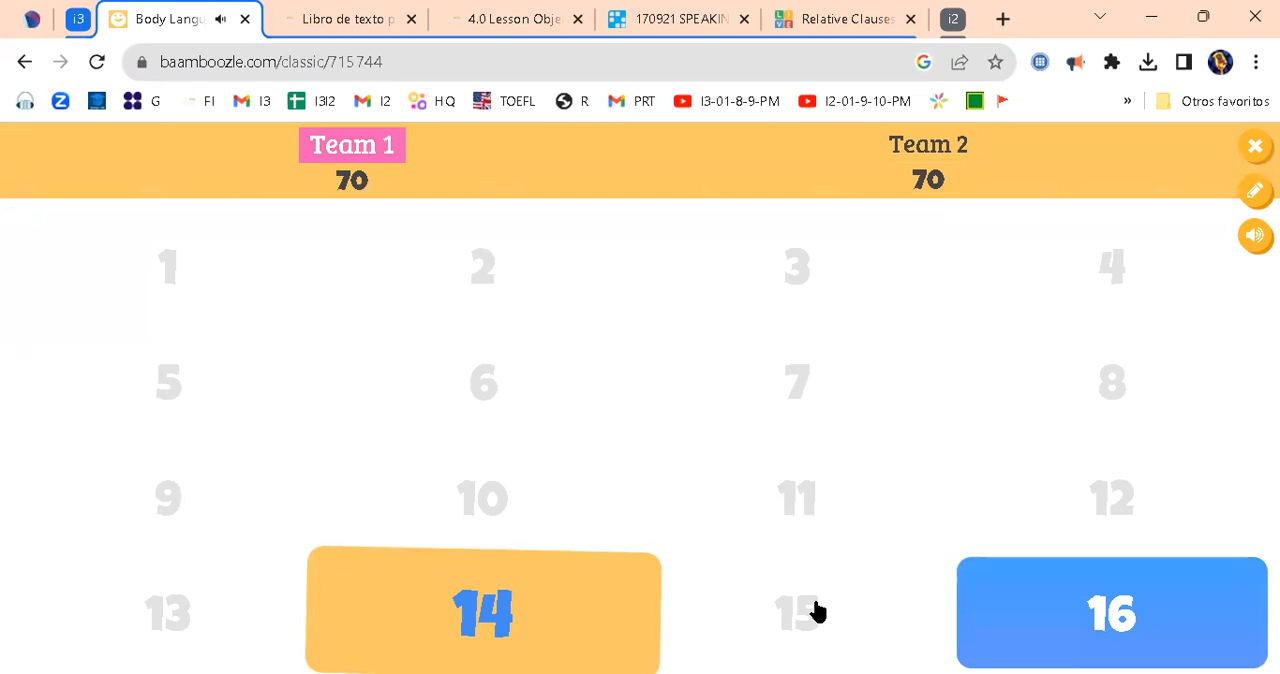 i3 Body Langu Libro de texto p 4.0 Lesson Obje 170921 SPEAKIN Relative Clauses i2
baamboozle.com/classic/715744
G FI I3 I3I2 I2 HQ TOEFL R PRT I3-01-8-9-PM I2-01-9-10-PM » Otros favoritos
Team 1 Team 2
70 70
1 2 3 4
5 6 7 8
9 10 11 12
13 14 15 16